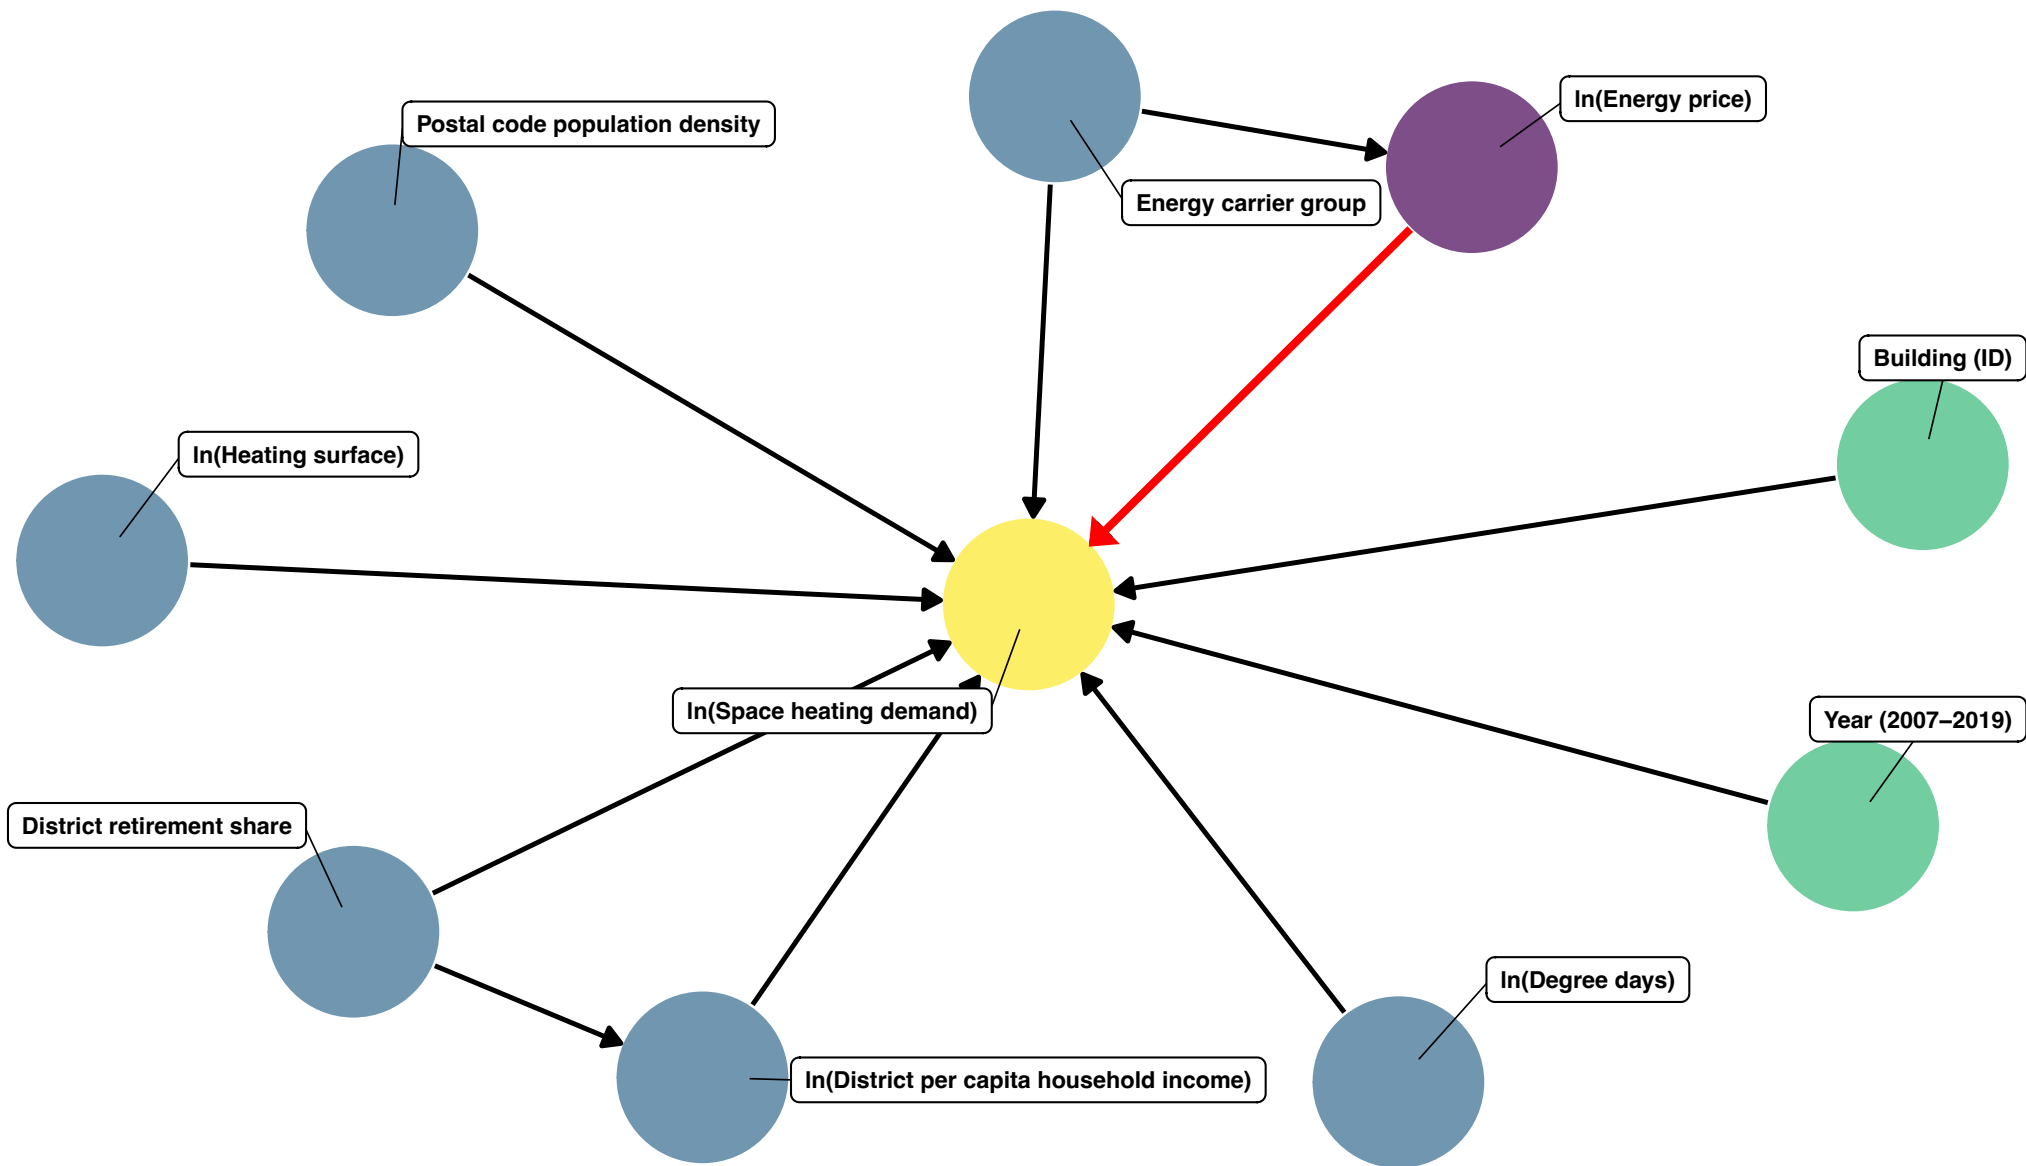 ln(Energy price)
Postal code population density
Energy carrier group
Building (ID)
ln(Heating surface)
ln(Space heating demand)
Year (2007–2019)
District retirement share
ln(Degree days)
ln(District per capita household income)